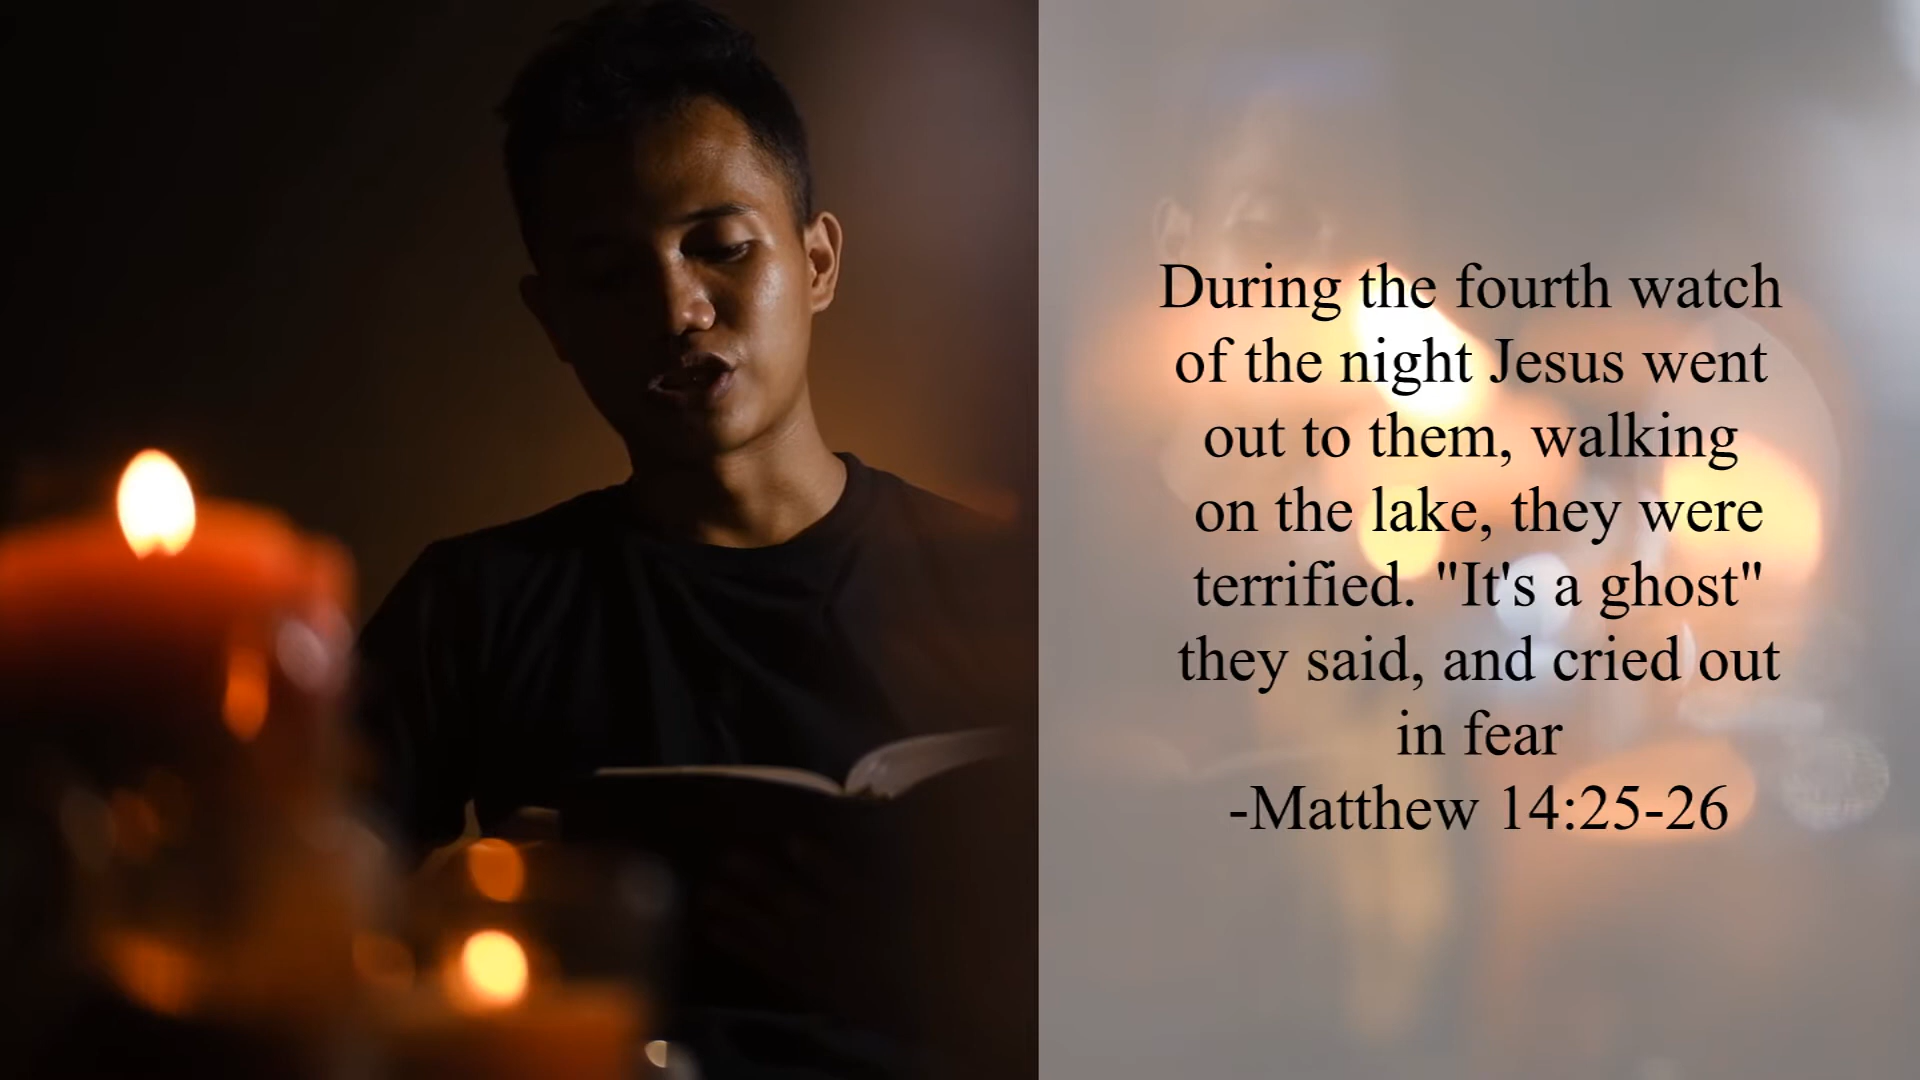 During the fourth watch
of the night Jesus went
out to them, walking
on the lake, they were
terrified. "It's a ghost"
they said, and cried out
in fear
-Matthew 14:25-26